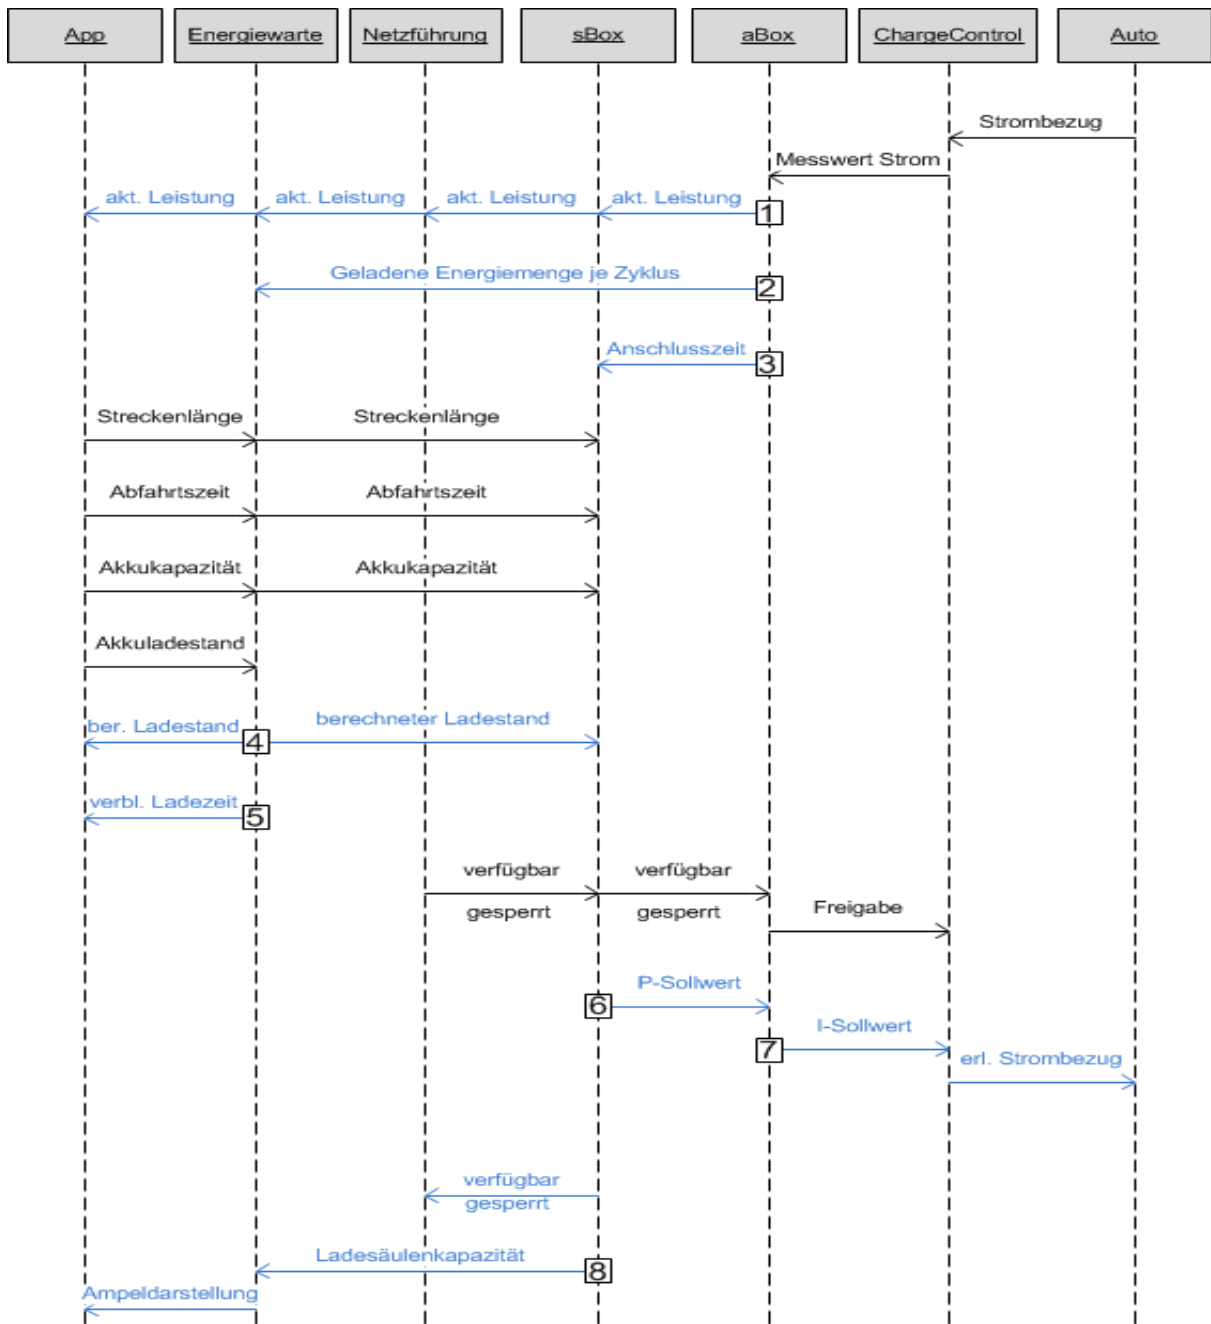 App
Energiewarte
Netzführung
sBox
aBox
ChargeControl
Auto
Strombezug
Messwert Strom
akt. Leistung
akt. Leistung
akt. Leistung
akt. Leistung
1
Geladene Energiemenge je Zyklus
2
Anschlusszeit
3
Streckenlänge
Streckenlänge
Abfahrtszeit
Abfahrtszeit
Akkukapazität
Akkukapazität
Akkuladestand
ber. Ladestand
berechneter Ladestand
4
verbl. Ladezeit
5
verfügbar
verfügbar
gesperrt
gesperrt
Freigabe
P-Sollwert
6
I-Sollwert
7
erl. Strombezug
verfügbar
gesperrt
Ladesäulenkapazität
8
Ampeldarstellung